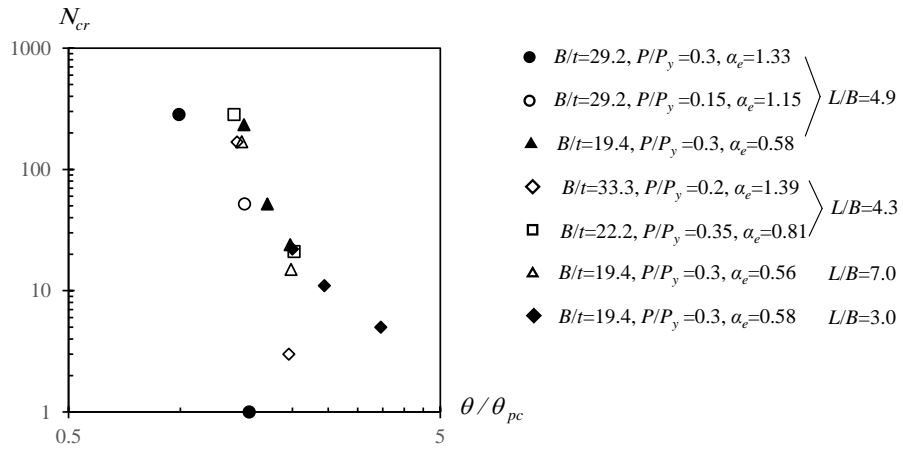 N_cr
1000
100
10
1
0.5
5
θ / θ_pc
B/t=29.2, P/P_y =0.3, α_e=1.33
B/t=29.2, P/P_y =0.15, α_e=1.15
L/B=4.9
B/t=19.4, P/P_y =0.3, α_e=0.58
B/t=33.3, P/P_y =0.2, α_e=1.39
L/B=4.3
B/t=22.2, P/P_y =0.35, α_e=0.81
B/t=19.4, P/P_y =0.3, α_e=0.56 L/B=7.0
B/t=19.4, P/P_y =0.3, α_e=0.58 L/B=3.0